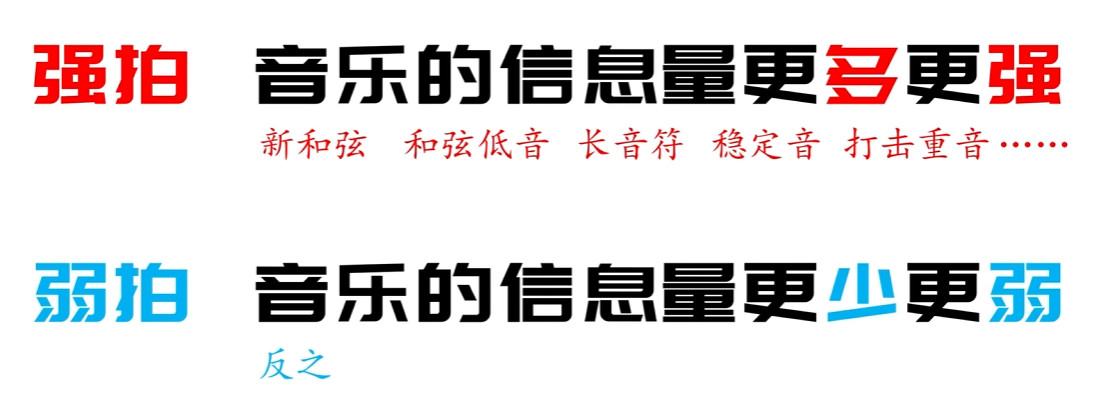 强拍 音乐的信息量更多更强
新和弦 和弦低音 长音符 稳定音 打击重音……
弱拍 音乐的信息量更少更弱
反之